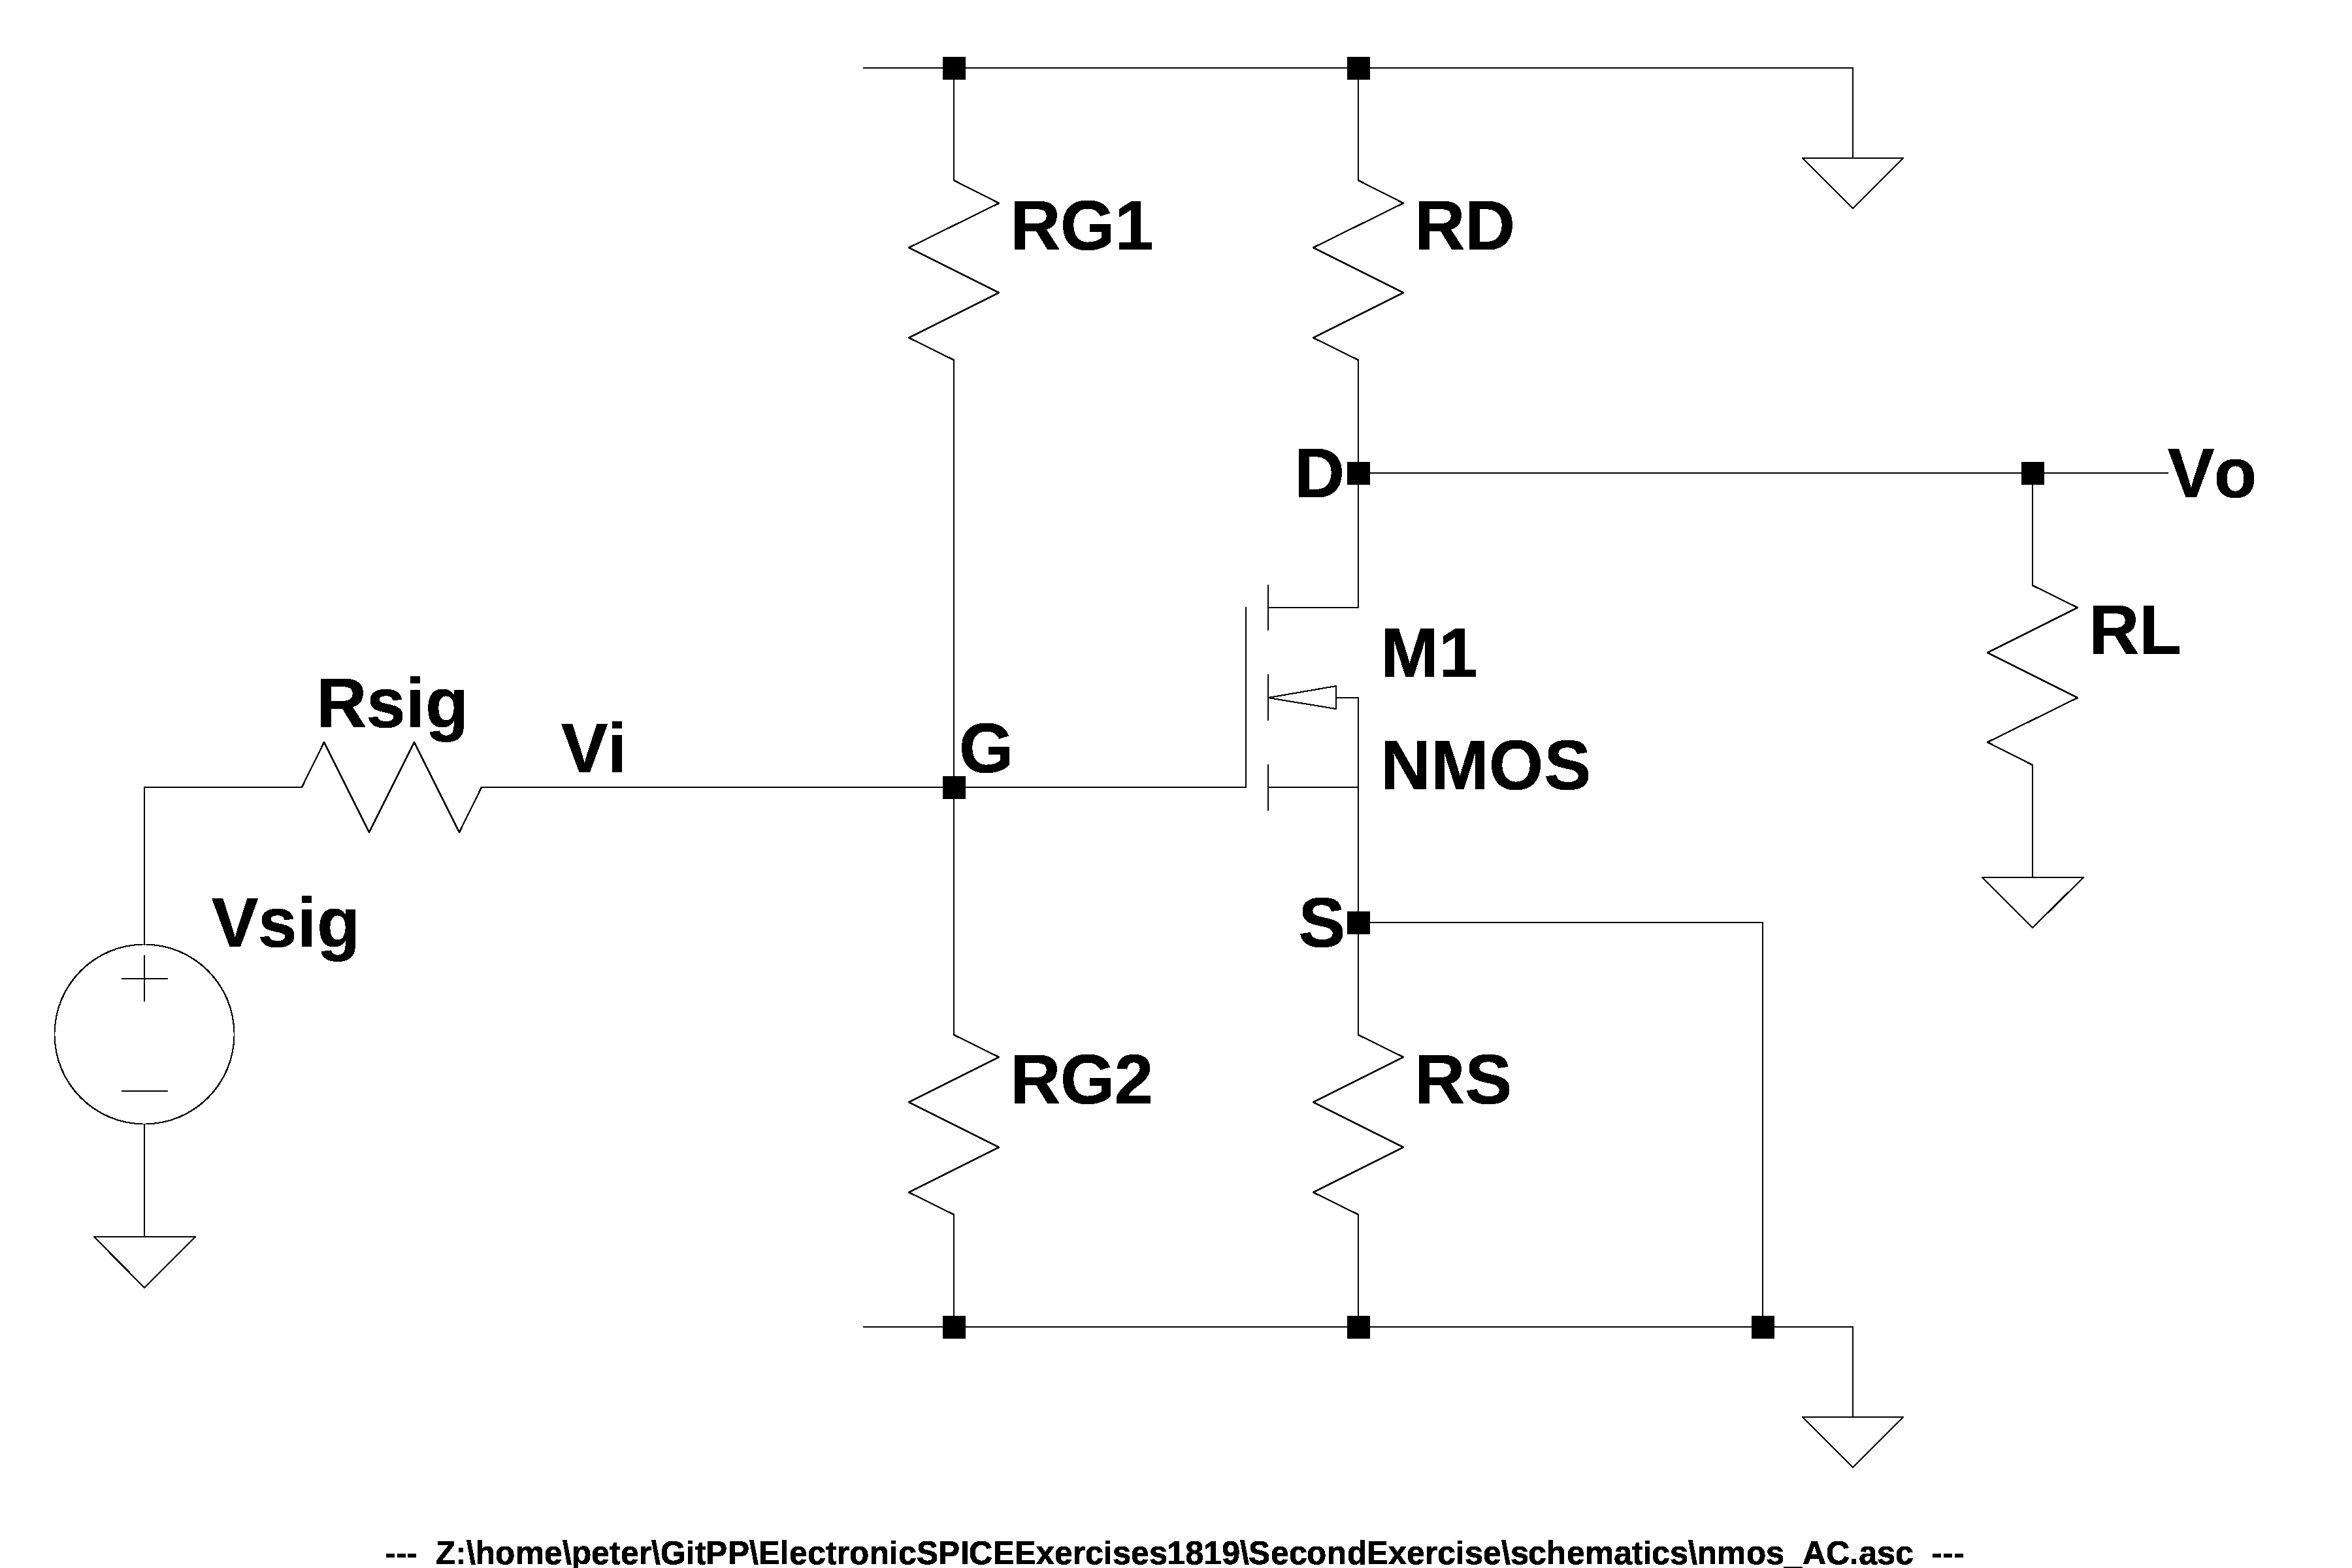 RG1
RD
D
Vo
M1
RL
Rsig
Vi
G
NMOS
Vsig
S
RG2
RS
--- Z:\home\peter\GitPP\ElectronicSPICEExercises1819\SecondExercise\schematics\nmos_AC.asc ---